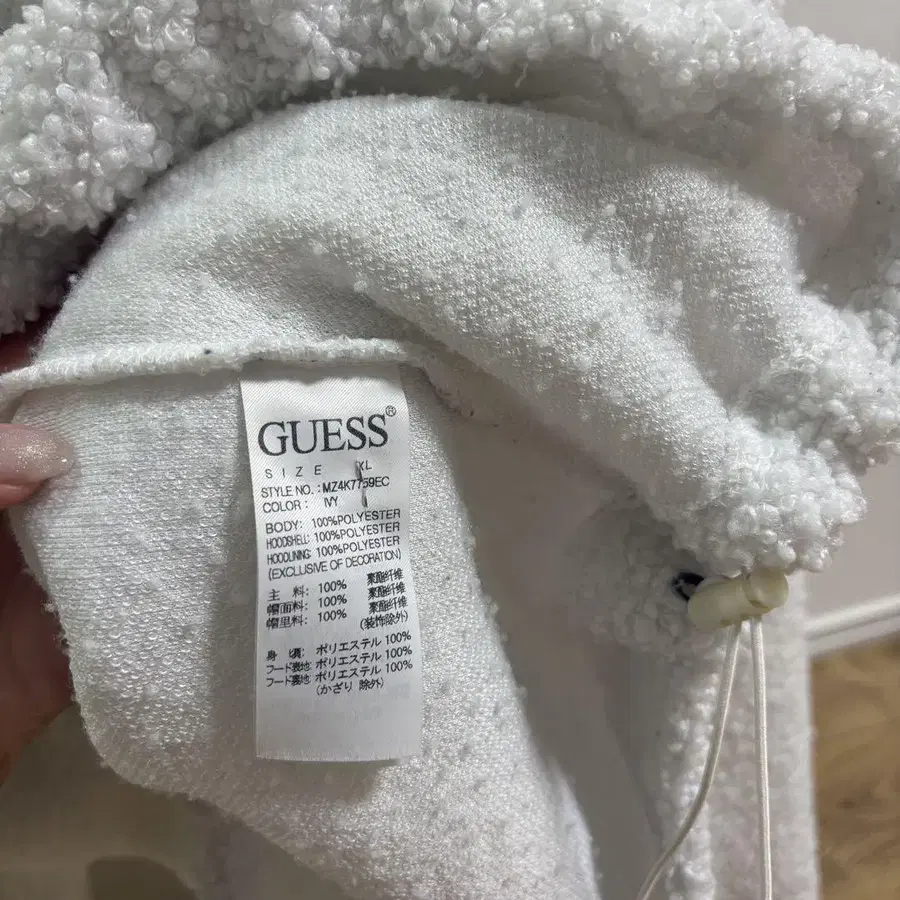 GUESS®
SIZE XL
STYLE NO.: MZ4K7759EC
COLOR: IVY
BODY: 100%POLYESTER
HOODSHELL: 100%POLYESTER
HOODLINING: 100%POLYESTER
(EXCLUSIVE OF DECORATION)
主 料: 100% 聚酯纤维
帽面料: 100% 聚酯纤维
帽里料: 100% 聚酯纤维
(装饰除外)
身 頃: ポリエステル 100%
フード表地: ポリエステル 100%
フード裏地: ポリエステル 100%
(かざり 除外)